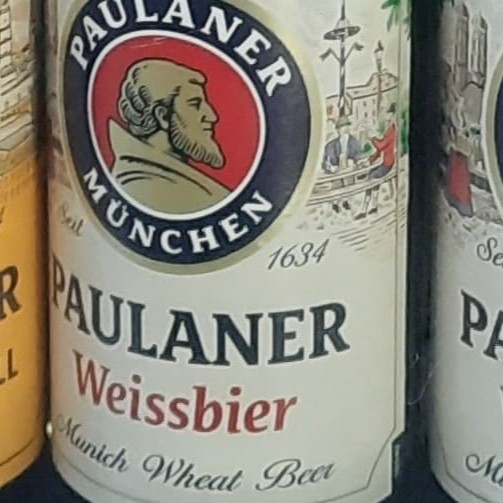 PAULANER
MÜNCHEN
Seit
1634
PAULANER
Weissbier
Munich Wheat Beer